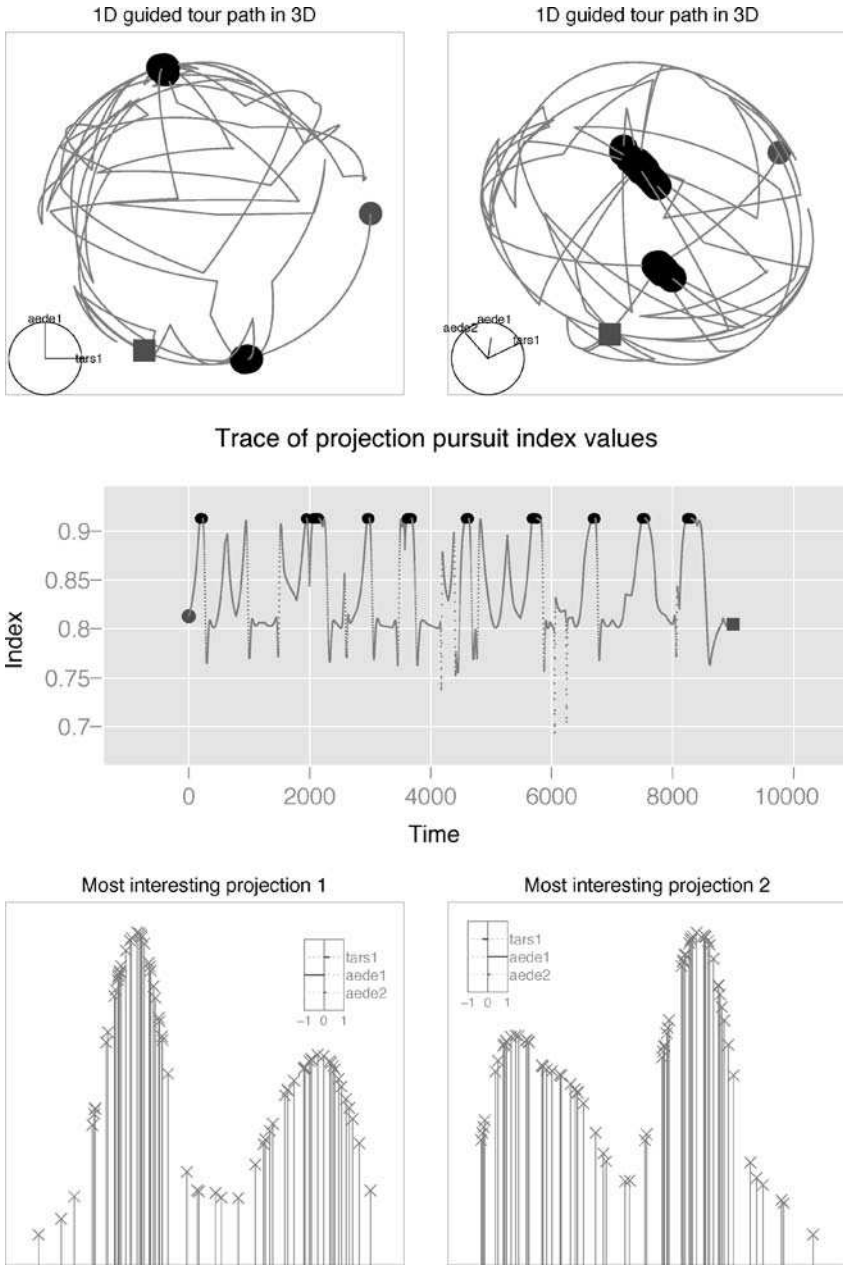 1D guided tour path in 3D
1D guided tour path in 3D
aede1
tars1
aede2
aede1
tars1
Trace of projection pursuit index values
0.9
0.85
0.8
0.75
0.7
Index
0 2000 4000 6000 8000 10000
Time
Most interesting projection 1
Most interesting projection 2
tars1
aede1
aede2
-1 0 1
tars1
aede1
aede2
-1 0 1